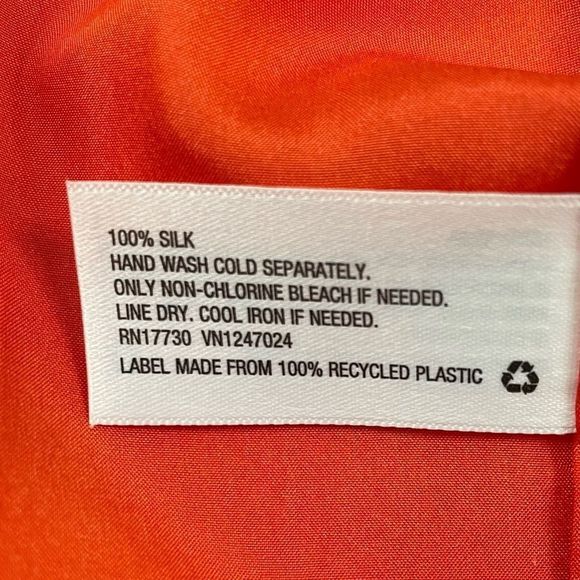 100% SILK
HAND WASH COLD SEPARATELY.
ONLY NON-CHLORINE BLEACH IF NEEDED.
LINE DRY. COOL IRON IF NEEDED.
RN17730 VN1247024
LABEL MADE FROM 100% RECYCLED PLASTIC